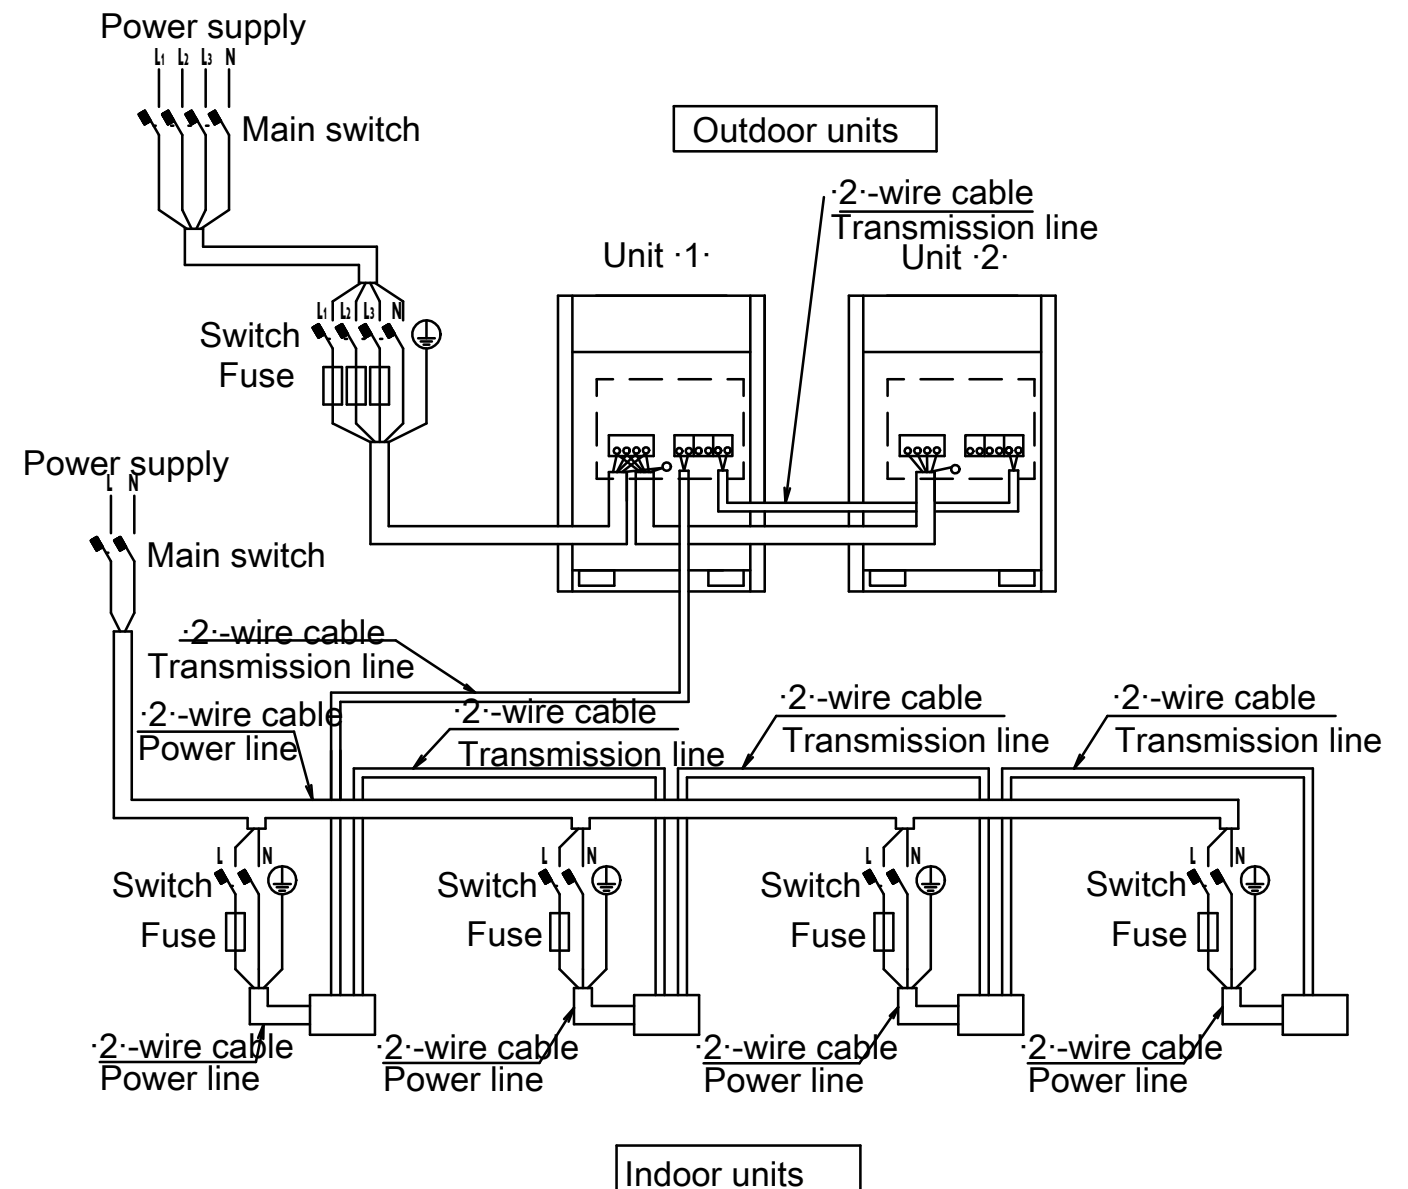 Power supply
L1 L2 L3 N
Main switch
Outdoor units
·2·-wire cable
Transmission line
Unit ·1·
Unit ·2·
L1 L2 L3 N
Switch
Fuse
Power supply
L N
Main switch
·2·-wire cable
Transmission line
·2·-wire cable
Power line
·2·-wire cable
Transmission line
·2·-wire cable
Transmission line
·2·-wire cable
Transmission line
L N
Switch
Fuse
L N
Switch
Fuse
L N
Switch
Fuse
L N
Switch
Fuse
·2·-wire cable
Power line
·2·-wire cable
Power line
·2·-wire cable
Power line
·2·-wire cable
Power line
Indoor units